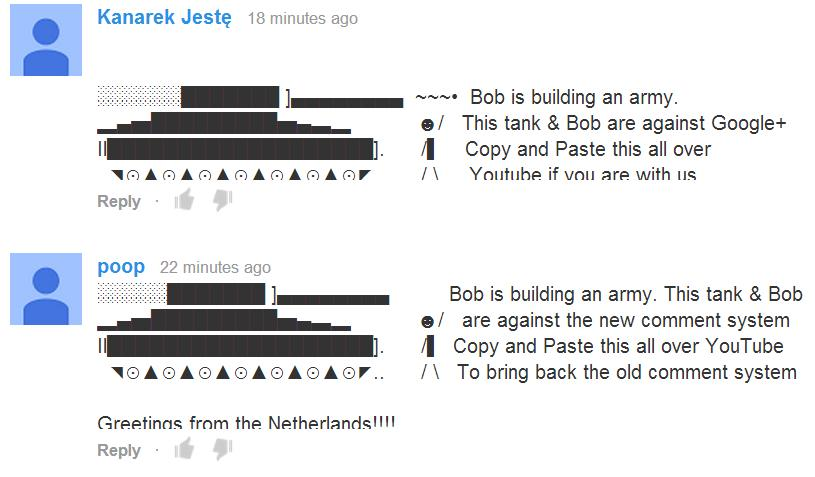 Kanarek Jestę 18 minutes ago
░░░░░░███████ ]▄▄▄▄▄▄▄▄ ~~~• Bob is building an army.
▂▄▅█████████▅▄▃▂ ☻/ This tank & Bob are against Google+
Il███████████████████]. /▌ Copy and Paste this all over
◥⊙▲⊙▲⊙▲⊙▲⊙▲⊙▲⊙◤ / \ Youtube if you are with us
Reply ·
poop 22 minutes ago
░░░░░███████ ]▄▄▄▄▄▄▄▄ Bob is building an army. This tank & Bob
▂▄▅█████████▅▄▃▂ ☻/ are against the new comment system
Il███████████████████]. /▌ Copy and Paste this all over YouTube
◥⊙▲⊙▲⊙▲⊙▲⊙▲⊙▲⊙◤.. / \ To bring back the old comment system
Greetings from the Netherlands!!!!
Reply ·